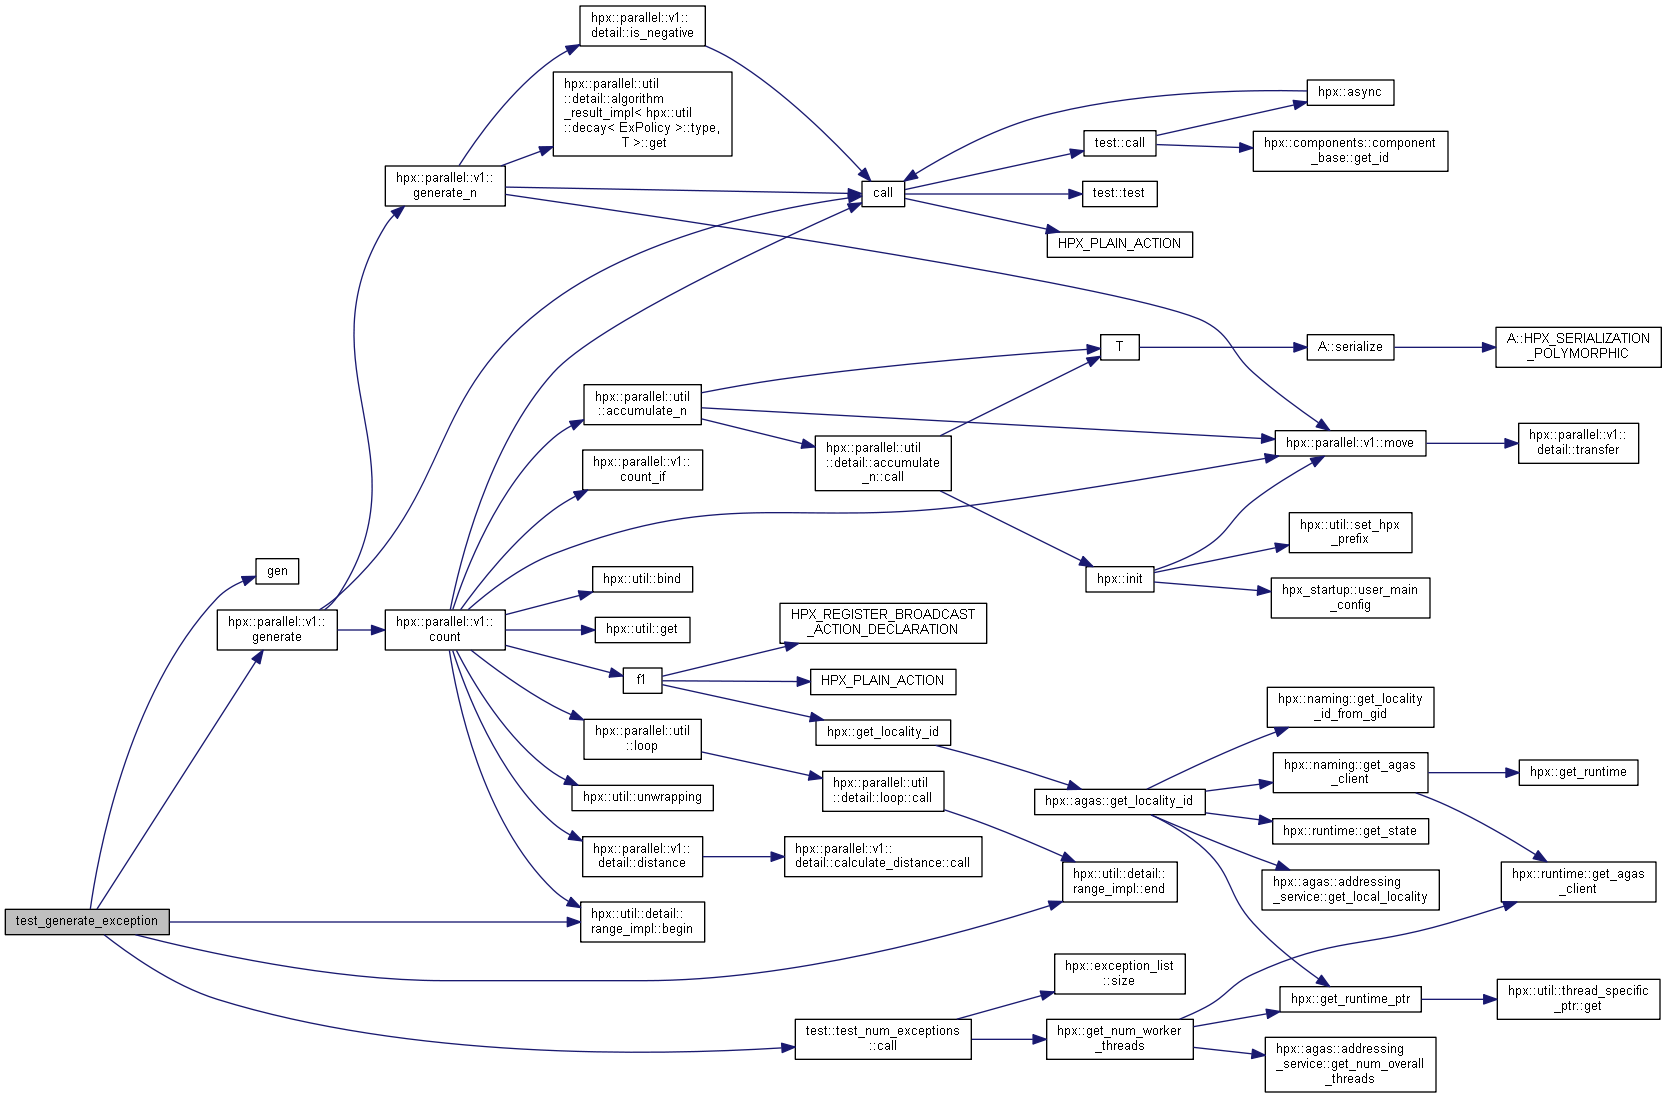 hpx::parallel::v1::
detail::is_negative
hpx::parallel::util
::detail::algorithm
_result_impl< hpx::util
::decay< ExPolicy >::type,
T >::get
hpx::async
test::call
hpx::components::component
_base::get_id
hpx::parallel::v1::
generate_n
call
test::test
HPX_PLAIN_ACTION
T
A::serialize
A::HPX_SERIALIZATION
_POLYMORPHIC
hpx::parallel::util
::accumulate_n
hpx::parallel::util
::detail::accumulate
_n::call
hpx::parallel::v1::move
hpx::parallel::v1::
detail::transfer
hpx::parallel::v1::
count_if
hpx::util::set_hpx
_prefix
gen
hpx::util::bind
hpx::init
hpx_startup::user_main
_config
hpx::parallel::v1::
generate
hpx::parallel::v1::
count
hpx::util::get
HPX_REGISTER_BROADCAST
_ACTION_DECLARATION
f1
HPX_PLAIN_ACTION
hpx::get_locality_id
hpx::naming::get_locality
_id_from_gid
hpx::parallel::util
::loop
hpx::naming::get_agas
_client
hpx::get_runtime
hpx::util::unwrapping
hpx::parallel::util
::detail::loop::call
hpx::agas::get_locality_id
hpx::runtime::get_state
hpx::parallel::v1::
detail::distance
hpx::parallel::v1::
detail::calculate_distance::call
hpx::util::detail::
range_impl::end
hpx::agas::addressing
_service::get_local_locality
hpx::runtime::get_agas
_client
test_generate_exception
hpx::util::detail::
range_impl::begin
hpx::exception_list
::size
hpx::get_runtime_ptr
hpx::util::thread_specific
_ptr::get
test::test_num_exceptions
::call
hpx::get_num_worker
_threads
hpx::agas::addressing
_service::get_num_overall
_threads